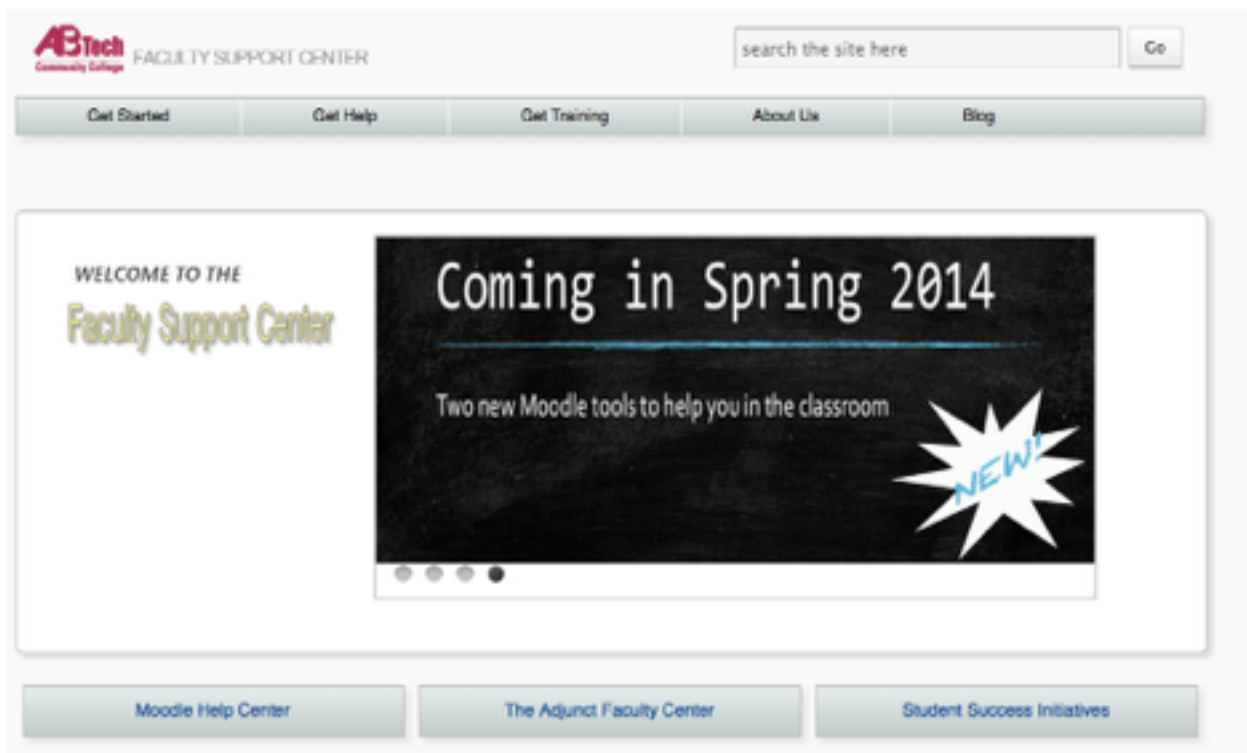 ABTech
Community College
FACULTY SUPPORT CENTER
search the site here
Go
Get Started
Get Help
Get Training
About Us
Blog
WELCOME TO THE
Faculty Support Center
Coming in Spring 2014
Two new Moodle tools to help you in the classroom
NEW!
Moodle Help Center
The Adjunct Faculty Center
Student Success Initiatives